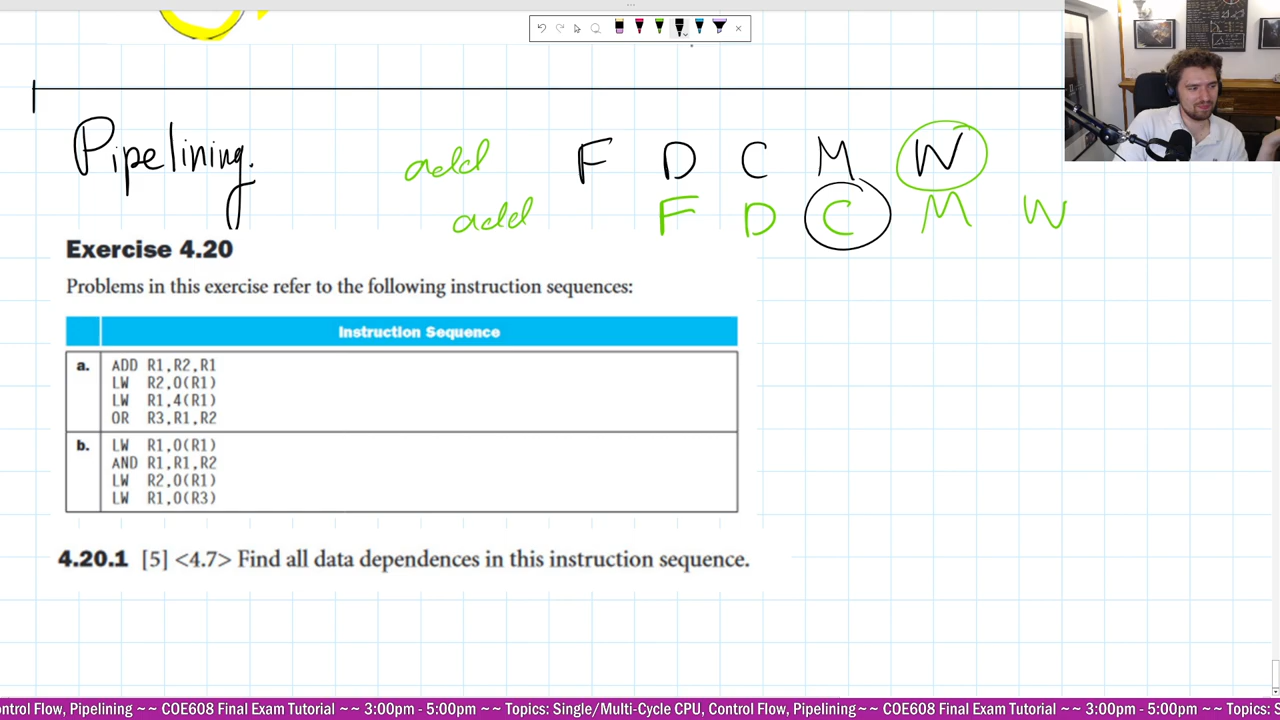 Pipelining.
add F D C M W
add F D C M W
Exercise 4.20
Problems in this exercise refer to the following instruction sequences:
Instruction Sequence
a. ADD R1,R2,R1
LW R2,0(R1)
LW R1,4(R1)
OR R3,R1,R2
b. LW R1,0(R1)
AND R1,R1,R2
LW R2,0(R1)
LW R1,0(R3)
4.20.1 [5] <4.7> Find all data dependences in this instruction sequence.
ontrol Flow, Pipelining ~~ COE608 Final Exam Tutorial ~~ 3:00pm - 5:00pm ~~ Topics: Single/Multi-Cycle CPU, Control Flow, Pipelining~~ COE608 Final Exam Tutorial ~~ 3:00pm - 5:00pm ~~ Topics: S